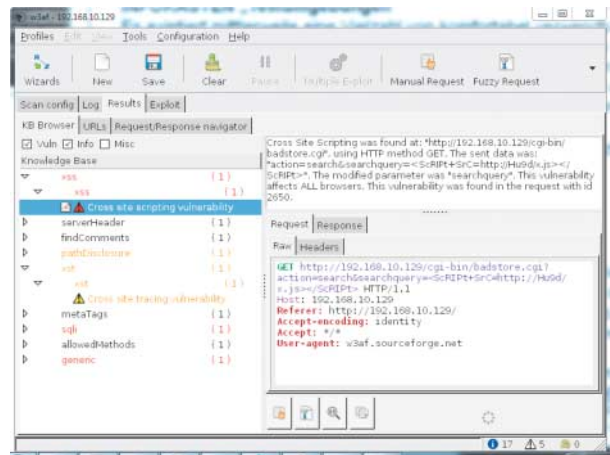 w3af - 192.168.10.129
Profiles Edit View Tools Configuration Help
Wizards New Save Clear Pause Multiple Exploit Manual Request Fuzzy Request
Scan config Log Results Exploit
KB Browser URLs Request/Response navigator
Vuln Info Misc
Knowledge Base
xss (1)
xss (1)
Cross site scripting vulnerability
serverHeader (1)
findComments (1)
pathDisclosure (1)
xst (1)
xst (1)
Cross site tracing vulnerability
metaTags (1)
sqli (1)
allowedMethods (1)
generic (1)
Cross Site Scripting was found at: "http://192.168.10.129/cgi-bin/
badstore.cgi", using HTTP method GET. The sent data was:
"action=search&searchquery=<ScRIPt+SrC=http://Hu9d/x.js></
ScRIPt>". The modified parameter was "searchquery". This vulnerability
affects ALL browsers. This vulnerability was found in the request with id
2650.
Request Response
Raw Headers
GET http://192.168.10.129/cgi-bin/badstore.cgi?
action=search&searchquery=<ScRIPt+SrC=http://Hu9d/
x.js></ScRIPt> HTTP/1.1
Host: 192.168.10.129
Referer: http://192.168.10.129/
Accept-encoding: identity
Accept: */*
User-agent: w3af.sourceforge.net
17 5 0